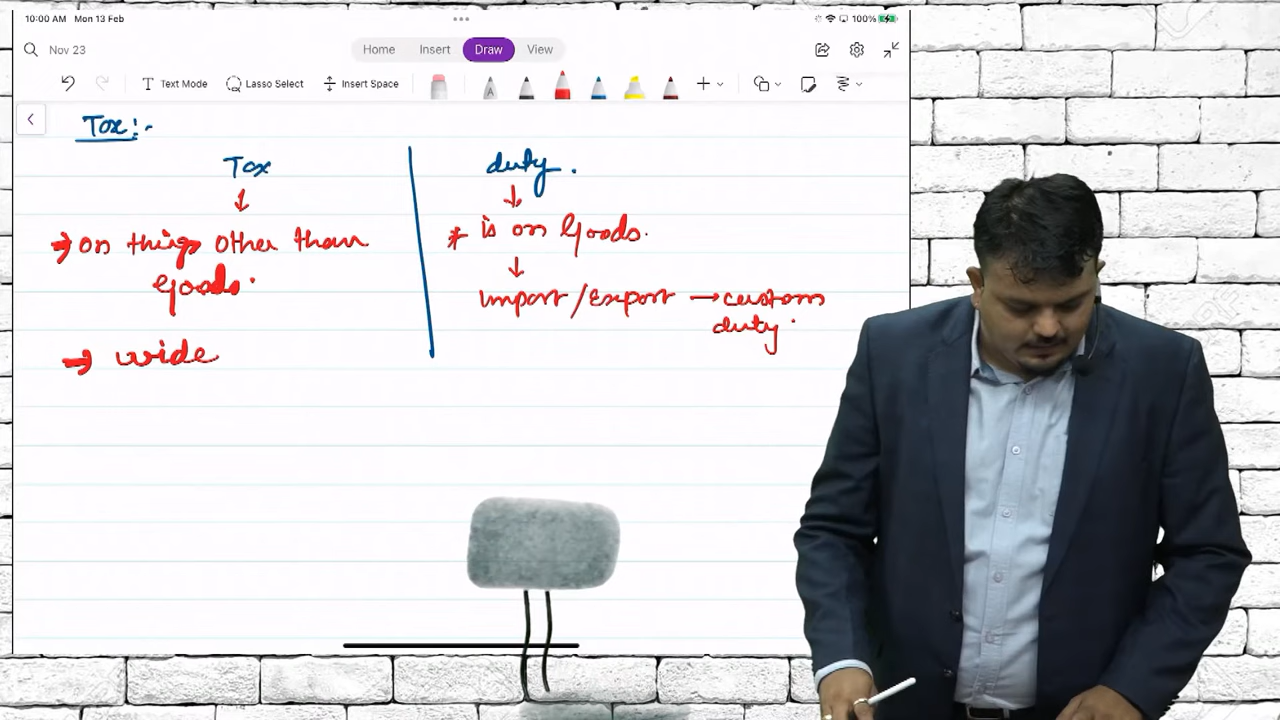 10:00 AM Mon 13 Feb
100%
Nov 23
Home Insert Draw View
Text Mode Lasso Select Insert Space
Tax:-
Tax
duty.
→ on things other than
Goods.
* is on Goods.
Import/Export → customs
duty.
→ wide